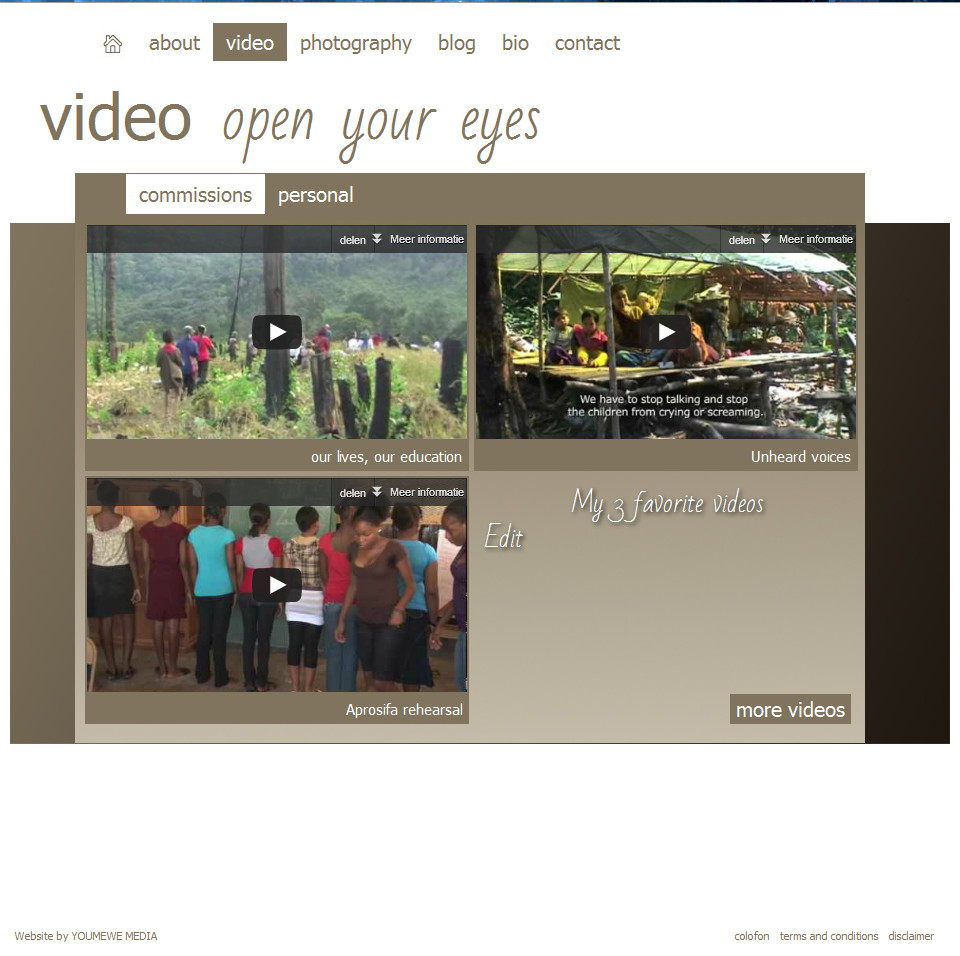 about video photography blog bio contact
video open your eyes
commissions personal
delen Meer informatie
our lives, our education
delen Meer informatie
We have to stop talking and stop
the children from crying or screaming.
Unheard voices
delen Meer informatie
Aprosifa rehearsal
My 3 favorite videos
Edit
more videos
Website by YOUMEWE MEDIA
colofon terms and conditions disclaimer